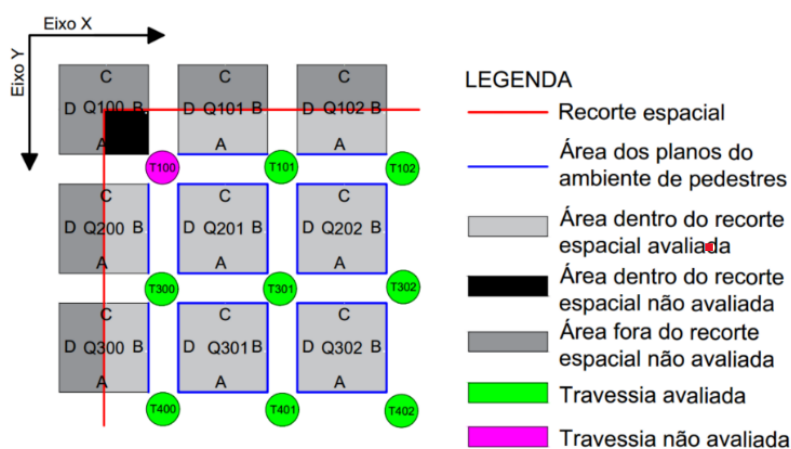 Eixo X
Eixo Y
C C C
D Q100 B D Q101 B D Q102 B
A A A
T100 T101 T102
C C C
D Q200 B D Q201 B D Q202 B
A A A
T300 T301 T302
C C C
D Q300 B D Q301 B D Q302 B
A A A
T400 T401 T402
LEGENDA
Recorte espacial
Área dos planos do
ambiente de pedestres
Área dentro do recorte
espacial avaliada
Área dentro do recorte
espacial não avaliada
Área fora do recorte
espacial não avaliada
Travessia avaliada
Travessia não avaliada